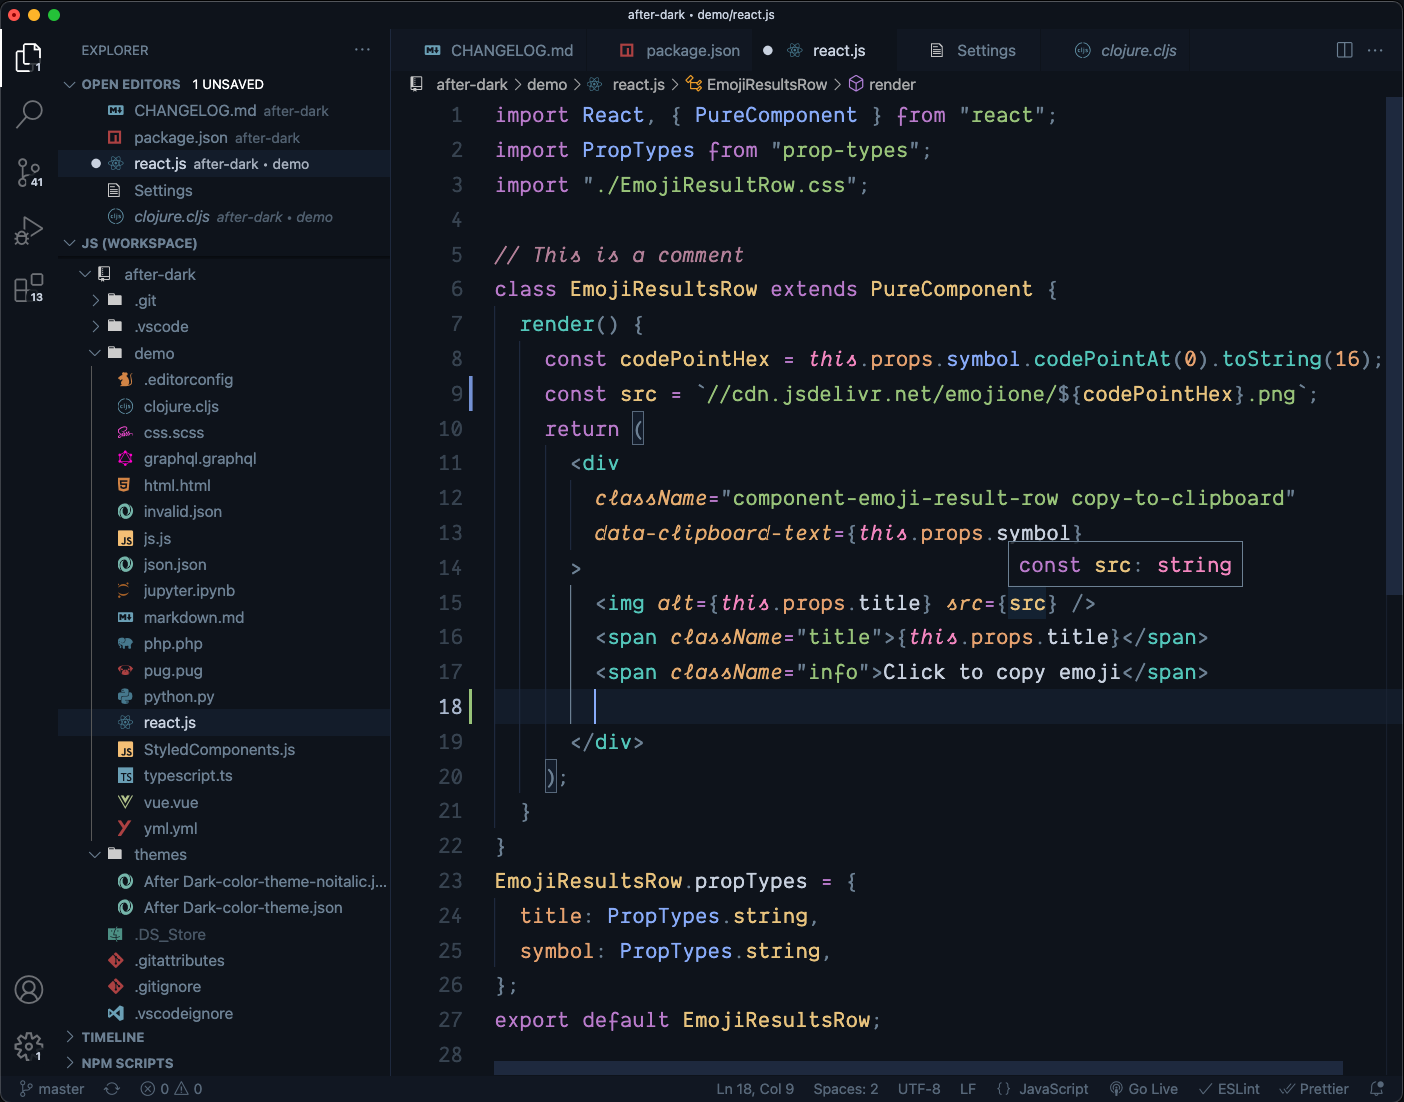 after-dark • demo/react.js
EXPLORER
OPEN EDITORS 1 UNSAVED
CHANGELOG.md after-dark
package.json after-dark
react.js after-dark • demo
Settings
clojure.cljs after-dark • demo
JS (WORKSPACE)
after-dark
.git
.vscode
demo
.editorconfig
clojure.cljs
css.scss
graphql.graphql
html.html
invalid.json
js.js
json.json
jupyter.ipynb
markdown.md
php.php
pug.pug
python.py
react.js
StyledComponents.js
typescript.ts
vue.vue
yml.yml
themes
After Dark-color-theme-noitalic.j...
After Dark-color-theme.json
.DS_Store
.gitattributes
.gitignore
.vscodeignore
TIMELINE
NPM SCRIPTS
1
41
13
1
CHANGELOG.md package.json react.js Settings clojure.cljs
after-dark > demo > react.js > EmojiResultsRow > render
1 import React, { PureComponent } from "react";
2 import PropTypes from "prop-types";
3 import "./EmojiResultRow.css";
4
5 // This is a comment
6 class EmojiResultsRow extends PureComponent {
7 render() {
8 const codePointHex = this.props.symbol.codePointAt(0).toString(16);
9 const src = `//cdn.jsdelivr.net/emojione/${codePointHex}.png`;
10 return (
11 <div
12 className="component-emoji-result-row copy-to-clipboard"
13 data-clipboard-text={this.props.symbol}
14 >
const src: string
15 <img alt={this.props.title} src={src} />
16 <span className="title">{this.props.title}</span>
17 <span className="info">Click to copy emoji</span>
18
19 </div>
20 );
21 }
22 }
23 EmojiResultsRow.propTypes = {
24 title: PropTypes.string,
25 symbol: PropTypes.string,
26 };
27 export default EmojiResultsRow;
28
master 0 0 Ln 18, Col 9 Spaces: 2 UTF-8 LF {} JavaScript Go Live ESLint Prettier